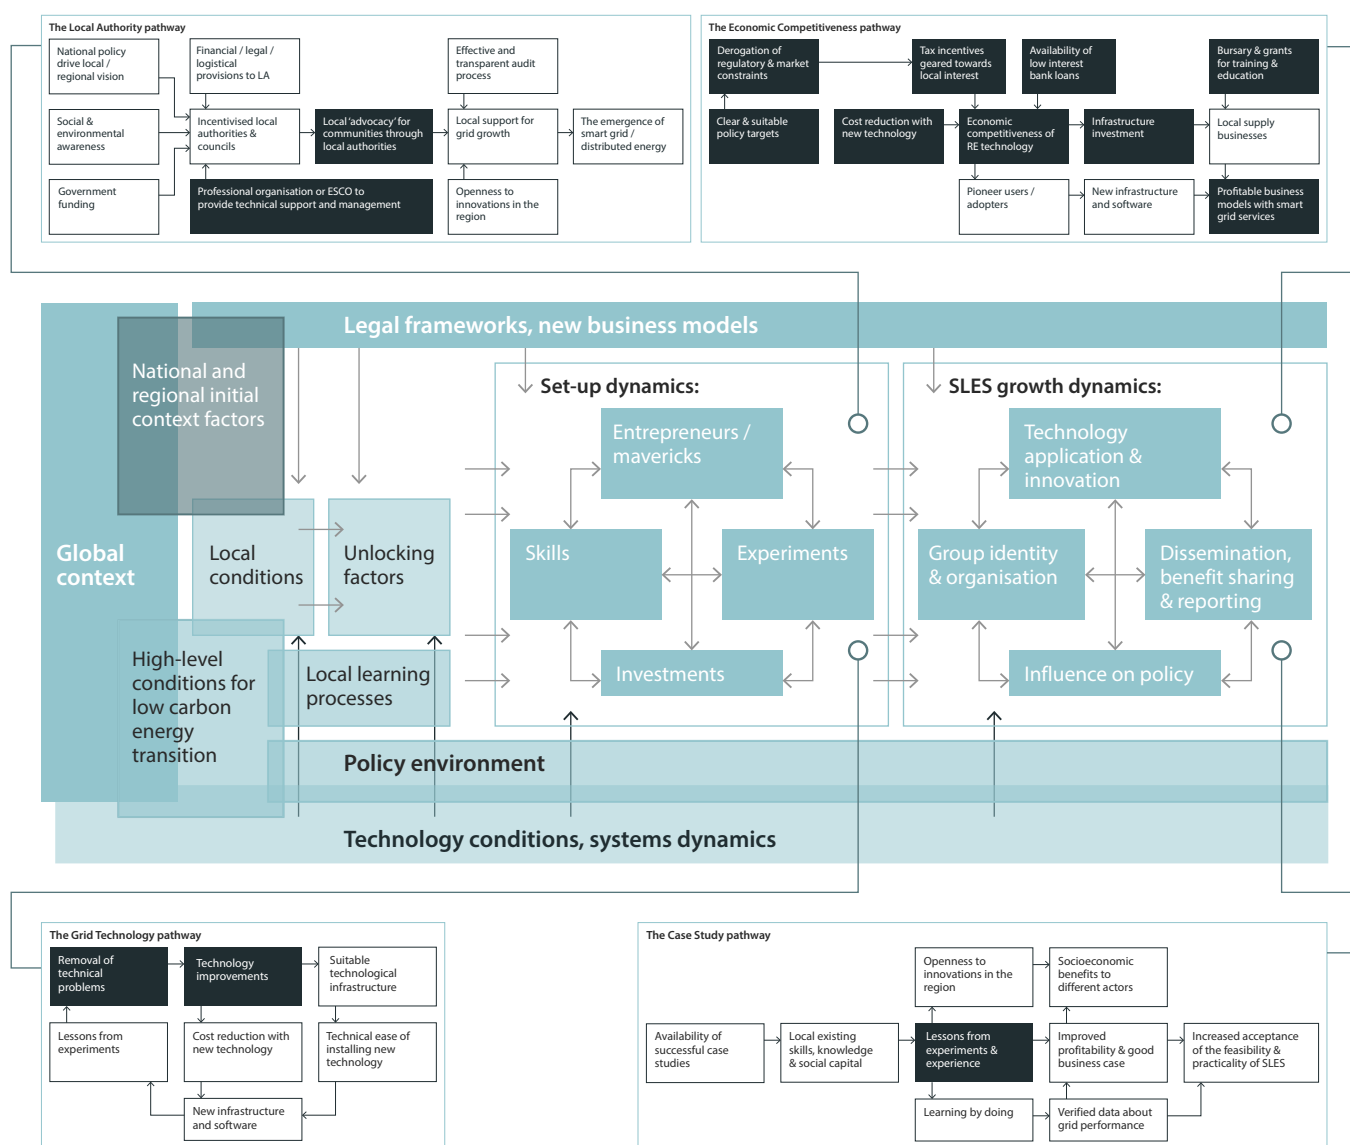 The Local Authority pathway
National policy
drive local /
regional vision
Financial / legal /
logistical
provisions to LA
Effective and
transparent audit
process
Social &
environmental
awareness
Incentivised local
authorities &
councils
Local ‘advocacy’ for
communities through
local authorities
Local support for
grid growth
The emergence of
smart grid /
distributed energy
Government
funding
Professional organisation or ESCO to
provide technical support and management
Openness to
innovations in the
region
The Economic Competitiveness pathway
Derogation of
regulatory & market
constraints
Tax incentives
geared towards
local interest
Availability of
low interest
bank loans
Bursary & grants
for training &
education
Clear & suitable
policy targets
Cost reduction with
new technology
Economic
competitiveness of
RE technology
Infrastructure
investment
Local supply
businesses
Pioneer users /
adopters
New infrastructure
and software
Profitable business
models with smart
grid services
Legal frameworks, new business models
National and
regional initial
context factors
Global
context
High-level
conditions for
low carbon
energy
transition
Local
conditions
Unlocking
factors
Local learning
processes
Set-up dynamics:
Entrepreneurs /
mavericks
Skills
Experiments
Investments
SLES growth dynamics:
Technology
application &
innovation
Group identity
& organisation
Dissemination,
benefit sharing
& reporting
Influence on policy
Policy environment
Technology conditions, systems dynamics
The Grid Technology pathway
Removal of
technical
problems
Technology
improvements
Suitable
technological
infrastructure
Lessons from
experiments
Cost reduction with
new technology
Technical ease of
installing new
technology
New infrastructure
and software
The Case Study pathway
Openness to
innovations in the
region
Socioeconomic
benefits to
different actors
Availability of
successful case
studies
Local existing
skills, knowledge
& social capital
Lessons from
experiments &
experience
Improved
profitability & good
business case
Increased acceptance
of the feasibility &
practicality of SLES
Learning by doing
Verified data about
grid performance